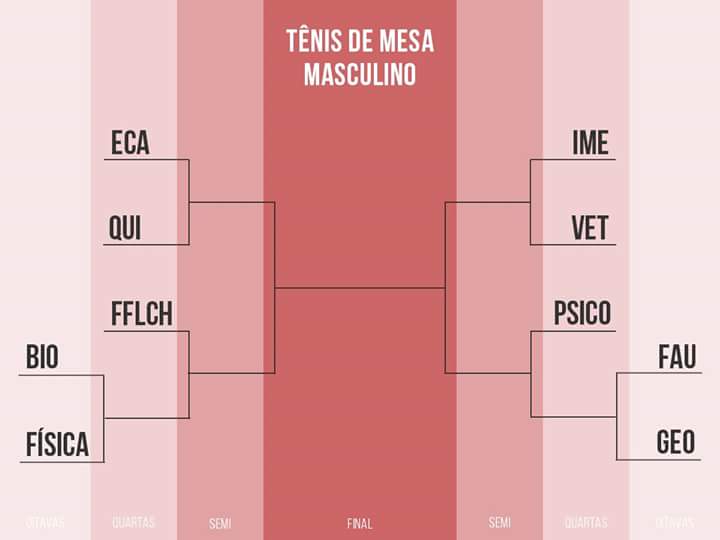 TÊNIS DE MESA
MASCULINO
ECA
QUI
FFLCH
BIO
FÍSICA
IME
VET
PSICO
FAU
GEO
OITAVAS
QUARTAS
SEMI
FINAL
SEMI
QUARTAS
OITAVAS